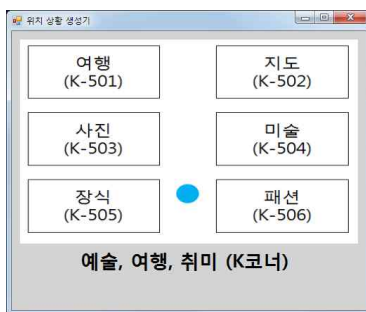 위치 상황 생성기
여행
(K-501)
지도
(K-502)
사진
(K-503)
미술
(K-504)
장식
(K-505)
패션
(K-506)
예술, 여행, 취미 (K코너)